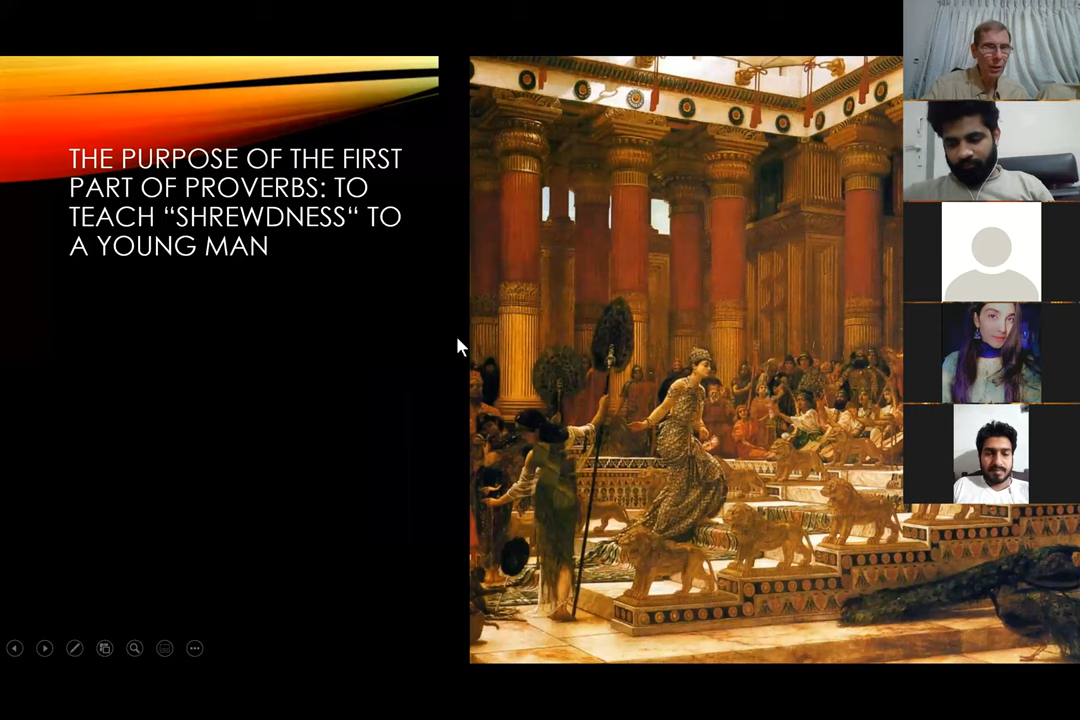 THE PURPOSE OF THE FIRST
PART OF PROVERBS: TO
TEACH “SHREWDNESS“ TO
A YOUNG MAN